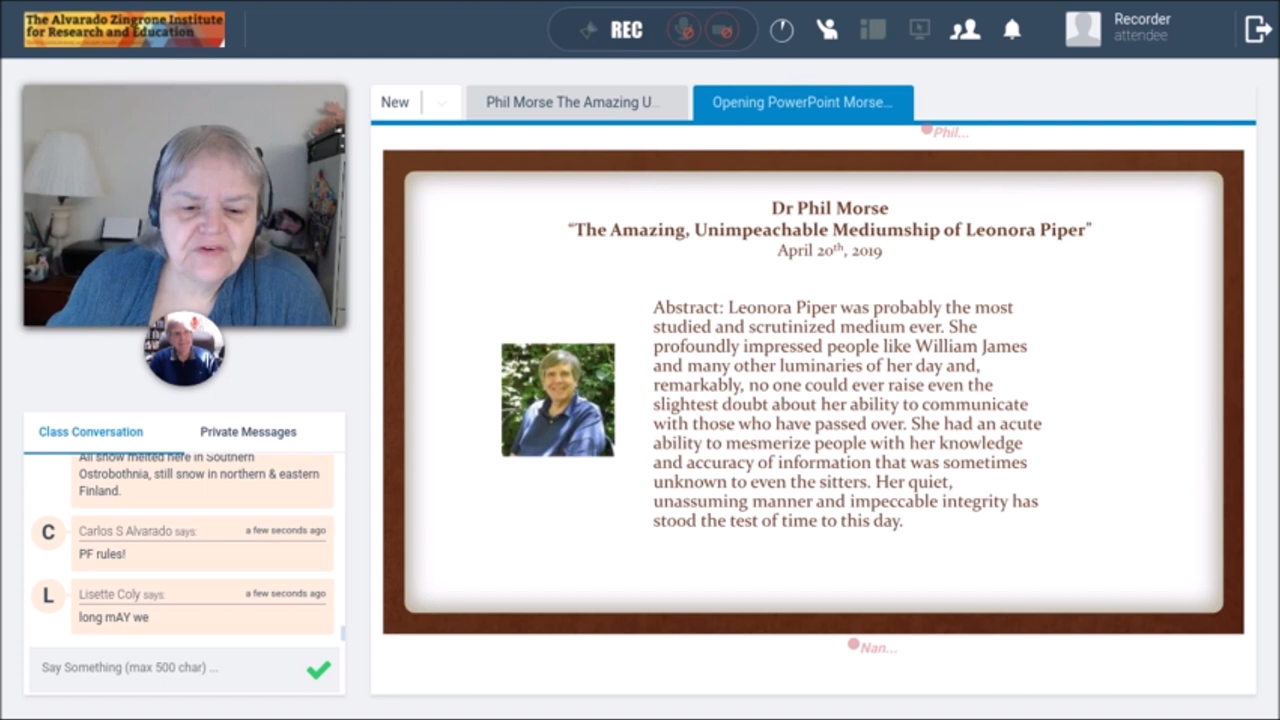 The Alvarado Zingrone Institute
for Research and Education
REC
Recorder
attendee
New
Phil Morse The Amazing U...
Opening PowerPoint Morse...
Phil...
Dr Phil Morse
“The Amazing, Unimpeachable Mediumship of Leonora Piper”
April 20th, 2019
Abstract: Leonora Piper was probably the most
studied and scrutinized medium ever. She
profoundly impressed people like William James
and many other luminaries of her day and,
remarkably, no one could ever raise even the
slightest doubt about her ability to communicate
with those who have passed over. She had an acute
ability to mesmerize people with her knowledge
and accuracy of information that was sometimes
unknown to even the sitters. Her quiet,
unassuming manner and impeccable integrity has
stood the test of time to this day.
Nan...
Class Conversation
Private Messages
All snow melted here in Southern
Ostrobothnia, still snow in northern & eastern
Finland.
C
Carlos S Alvarado says:
a few seconds ago
PF rules!
L
Lisette Coly says:
a few seconds ago
long mAY we
Say Something (max 500 char) ...